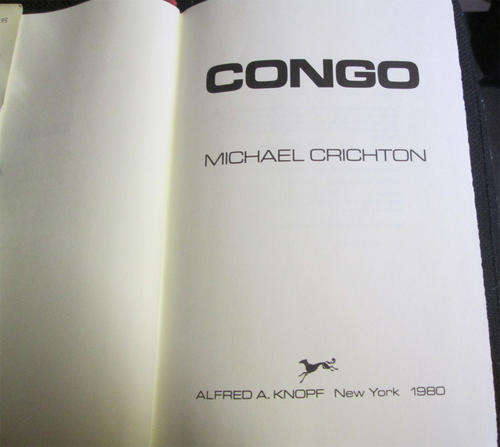 CONGO
MICHAEL CRICHTON
ALFRED A. KNOPF New York 1980